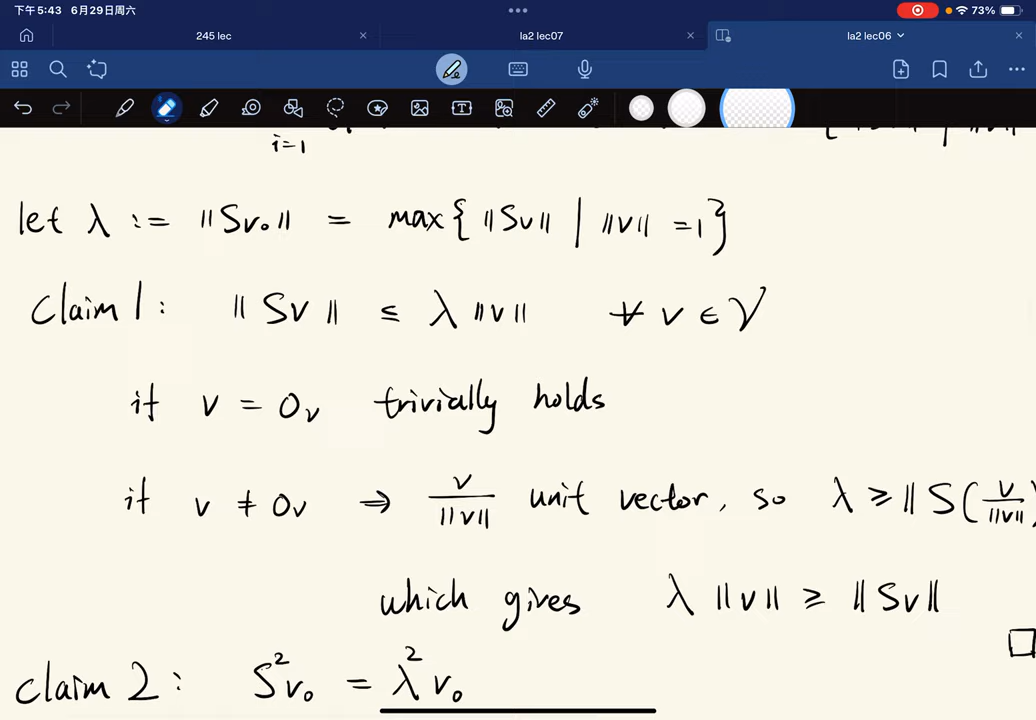 下午5:43 6月29日周六
73%
245 lec
la2 lec07
la2 lec06
i=1
let λ := ||Sv₀|| = max{ ||Sv|| | ||v|| =1}
Claim 1: ||Sv|| ≤ λ ||v|| ∀ v ∈ V
if v = 0ᵥ trivially holds
if v ≠ 0ᵥ ⇒ v/||v|| unit vector, so λ ≥ ||S(v/||v||)
which gives λ ||v|| ≥ ||Sv||
□
claim 2: S²v₀ = λ²v₀